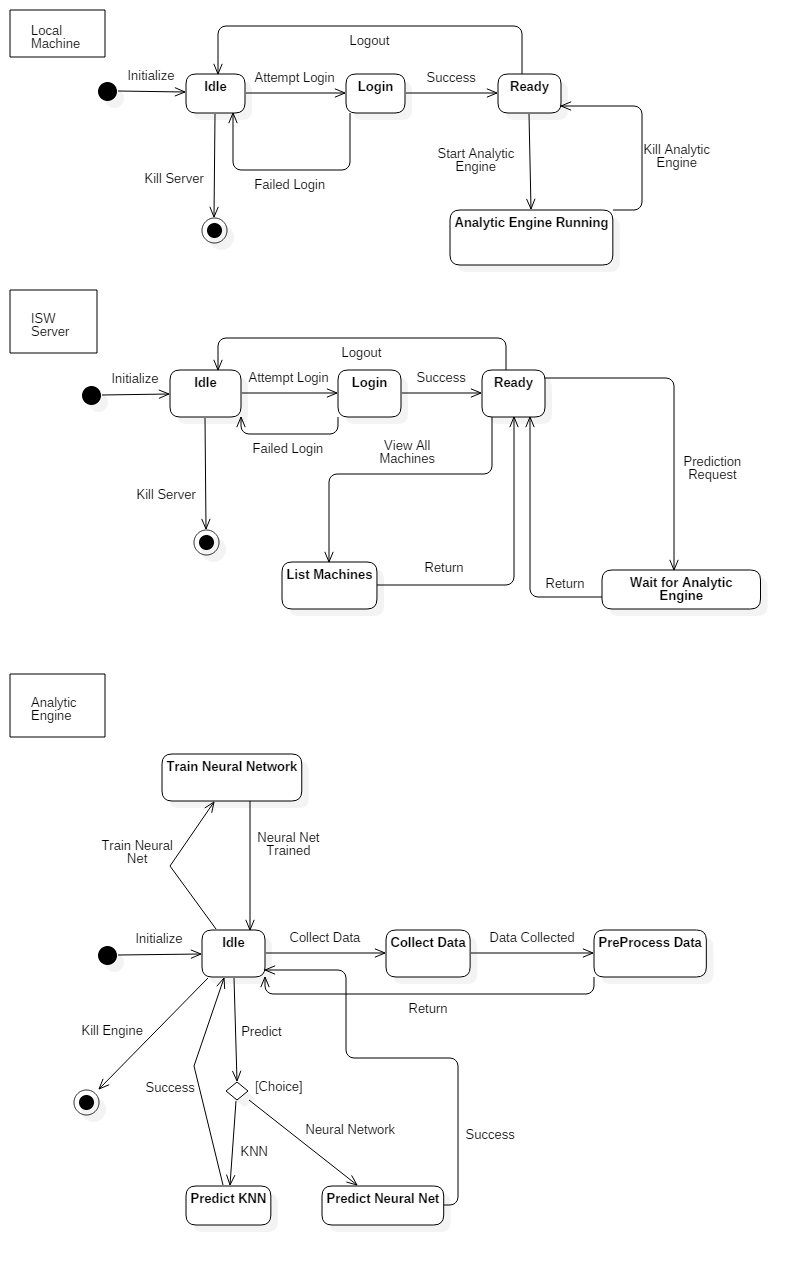 Local
Machine
Logout
Initialize
Idle
Attempt Login
Login
Success
Ready
Start Analytic
Engine
Kill Analytic
Engine
Kill Server
Failed Login
Analytic Engine Running
ISW
Server
Logout
Initialize
Idle
Attempt Login
Login
Success
Ready
Failed Login
View All
Machines
Prediction
Request
Kill Server
List Machines
Return
Return
Wait for Analytic
Engine
Analytic
Engine
Train Neural Network
Train Neural
Net
Neural Net
Trained
Initialize
Idle
Collect Data
Collect Data
Data Collected
PreProcess Data
Return
Kill Engine
Predict
Success
[Choice]
Neural Network
Success
KNN
Predict KNN
Predict Neural Net